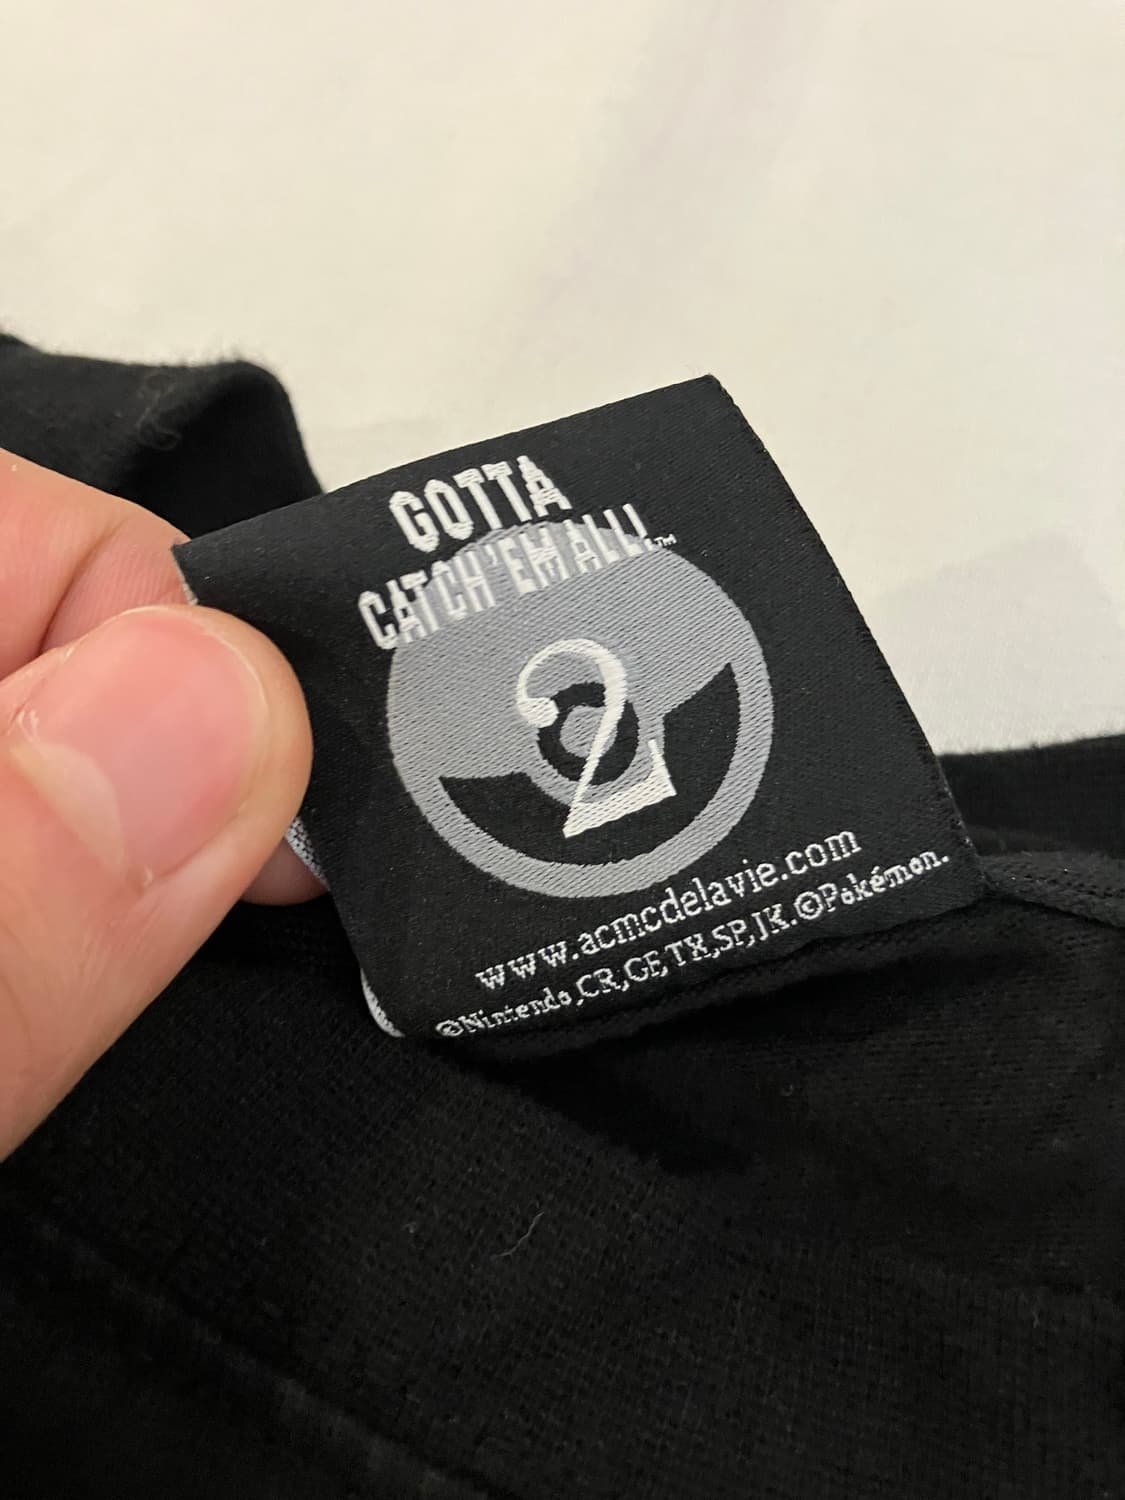 GOTTA
CATCH'EM ALL!™
2
www.acmcdelavie.com
©Nintendo,CR,GF,TX,SP,JK.©Pokémon.